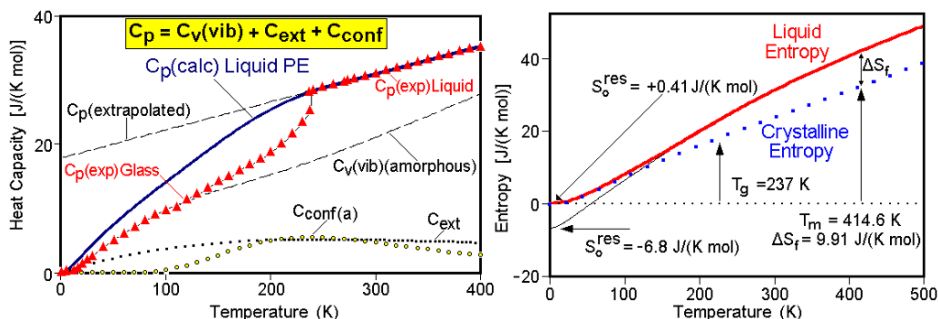 Heat Capacity [J/(K mol)]
40
20
0
Cp = Cv(vib) + Cext + Cconf
Cp(calc) Liquid PE
Cp(exp)Liquid
Cp(extrapolated)
Cp(exp)Glass
Cv(vib)(amorphous)
Cconf(a)
Cext
0
100
200
300
400
Temperature (K)
Entropy [J/(K mol)]
40
20
0
−20
Liquid
Entropy
ΔSf
Sores = +0.41 J/(K mol)
Crystalline
Entropy
Tg =237 K
Tm = 414.6 K
ΔSf = 9.91 J/(K mol)
Sores = -6.8 J/(K mol)
0
100
200
300
400
500
Temperature (K)